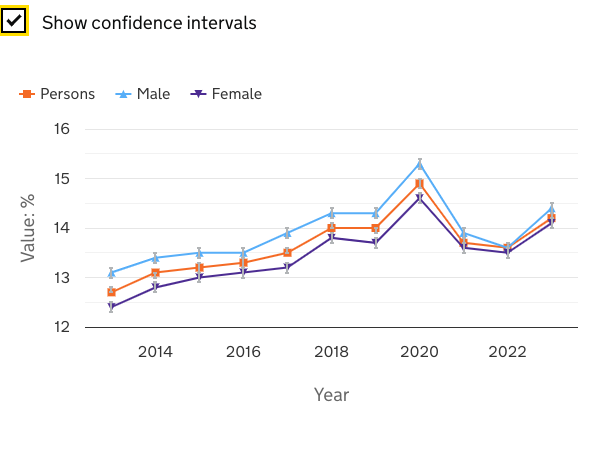 Show confidence intervals
Persons Male Female
16
15
14
13
12
Value: %
2014 2016 2018 2020 2022
Year